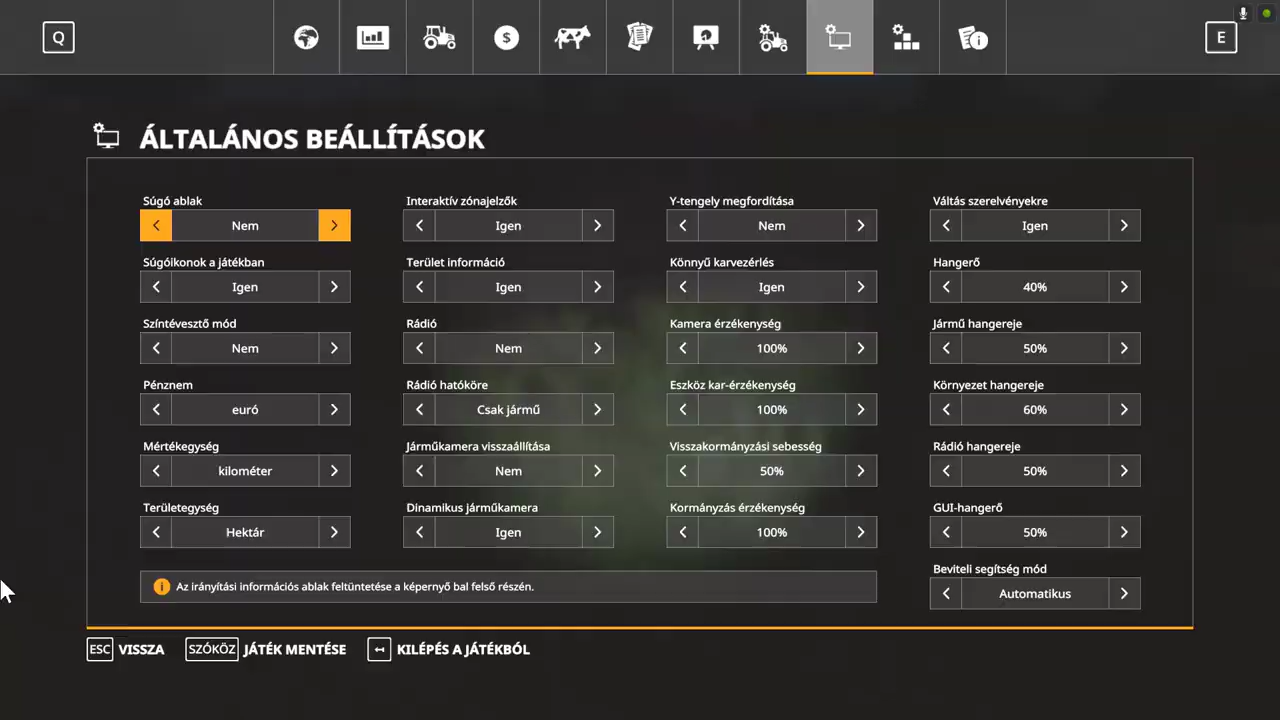 Q
E
ÁLTALÁNOS BEÁLLÍTÁSOK
Súgó ablak
Nem
Súgóikonok a játékban
Igen
Színtévesztő mód
Nem
Pénznem
euró
Mértékegység
kilométer
Területegység
Hektár
Interaktív zónajelzők
Igen
Terület információ
Igen
Rádió
Nem
Rádió hatóköre
Csak jármű
Járműkamera visszaállítása
Nem
Dinamikus járműkamera
Igen
Y-tengely megfordítása
Nem
Könnyű karvezérlés
Igen
Kamera érzékenység
100%
Eszköz kar-érzékenység
100%
Visszakormányzási sebesség
50%
Kormányzás érzékenység
100%
Váltás szerelvényekre
Igen
Hangerő
40%
Jármű hangereje
50%
Környezet hangereje
60%
Rádió hangereje
50%
GUI-hangerő
50%
Beviteli segítség mód
Automatikus
Az irányítási információs ablak feltüntetése a képernyő bal felső részén.
ESC VISSZA SZÓKÖZ JÁTÉK MENTÉSE KILÉPÉS A JÁTÉKBÓL